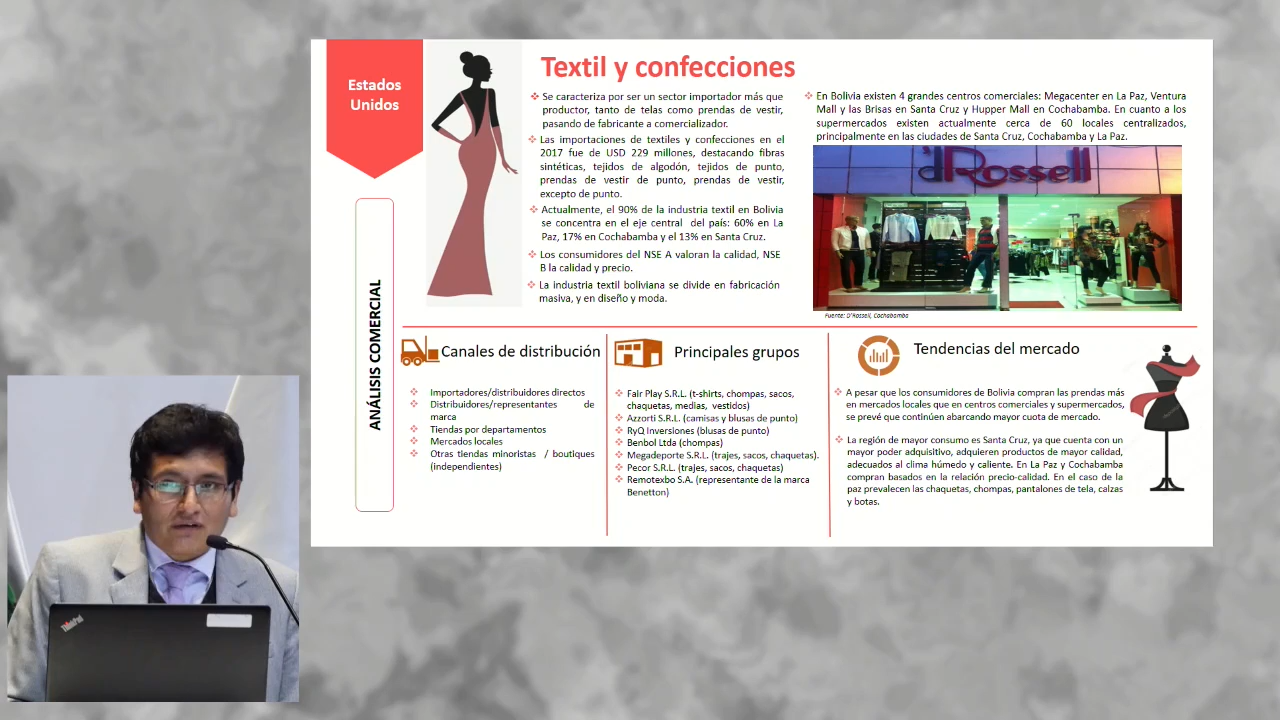 Estados
Unidos
Textil y confecciones
Se caracteriza por ser un sector importador más que
productor, tanto de telas como prendas de vestir,
pasando de fabricante a comercializador.
Las importaciones de textiles y confecciones en el
2017 fue de USD 229 millones, destacando fibras
sintéticas, tejidos de algodón, tejidos de punto,
prendas de vestir de punto, prendas de vestir,
excepto de punto.
Actualmente, el 90% de la industria textil en Bolivia
se concentra en el eje central del país: 60% en La
Paz, 17% en Cochabamba y el 13% en Santa Cruz.
Los consumidores del NSE A valoran la calidad, NSE
B la calidad y precio.
La industria textil boliviana se divide en fabricación
masiva, y en diseño y moda.
En Bolivia existen 4 grandes centros comerciales: Megacenter en La Paz, Ventura
Mall y las Brisas en Santa Cruz y Hupper Mall en Cochabamba. En cuanto a los
supermercados existen actualmente cerca de 60 locales centralizados,
principalmente en las ciudades de Santa Cruz, Cochabamba y La Paz.
d'Rossell
Fuente: D'Rossell, Cochabamba
ANÁLISIS COMERCIAL
Canales de distribución
Importadores/distribuidores directos
Distribuidores/representantes de
marca
Tiendas por departamentos
Mercados locales
Otras tiendas minoristas / boutiques
(independientes)
Principales grupos
Fair Play S.R.L. (t-shirts, chompas, sacos,
chaquetas, medias, vestidos)
Azzorti S.R.L. (camisas y blusas de punto)
RyQ Inversiones (blusas de punto)
Benbol Ltda (chompas)
Megadeporte S.R.L. (trajes, sacos, chaquetas).
Pecor S.R.L. (trajes, sacos, chaquetas)
Remotexbo S.A. (representante de la marca
Benetton)
Tendencias del mercado
A pesar que los consumidores de Bolivia compran las prendas más
en mercados locales que en centros comerciales y supermercados,
se prevé que continúen abarcando mayor cuota de mercado.
La región de mayor consumo es Santa Cruz, ya que cuenta con un
mayor poder adquisitivo, adquieren productos de mayor calidad,
adecuados al clima húmedo y caliente. En La Paz y Cochabamba
compran basados en la relación precio-calidad. En el caso de la
paz prevalecen las chaquetas, chompas, pantalones de tela, calzas
y botas.
ThinkPad